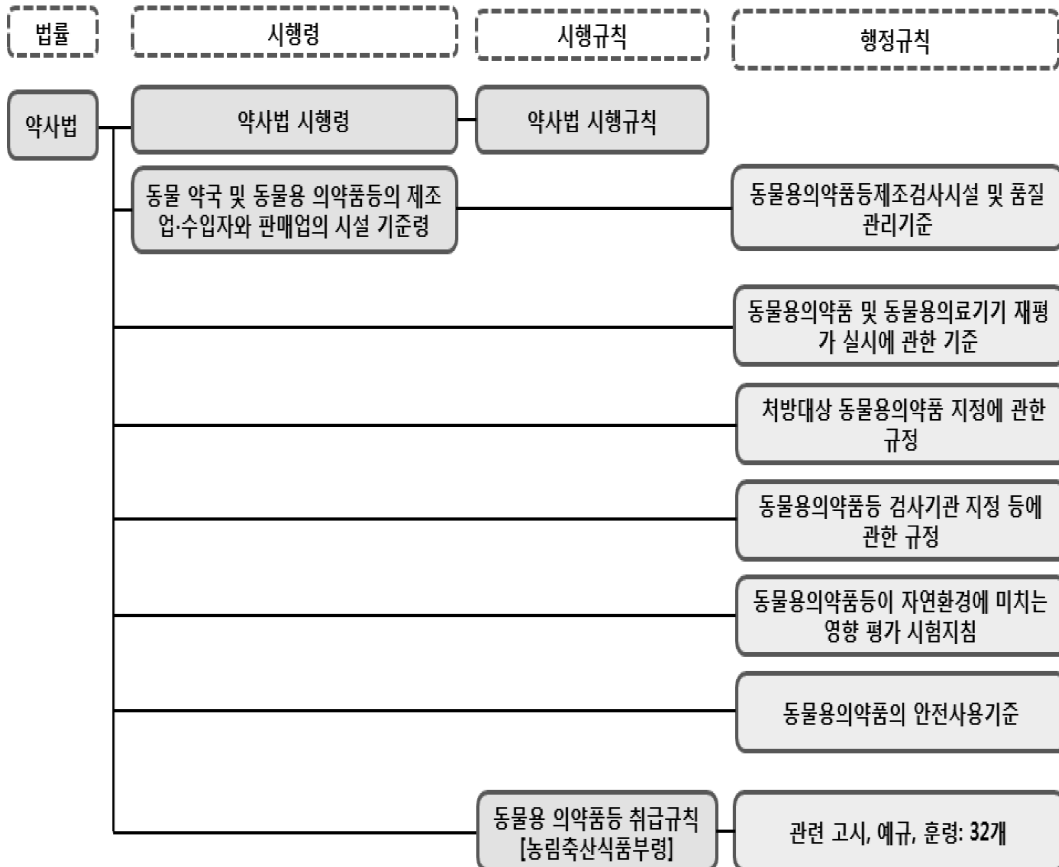 법률
시행령
시행규칙
행정규칙
약사법
약사법 시행령
약사법 시행규칙
동물 약국 및 동물용 의약품등의 제조
업·수입자와 판매업의 시설 기준령
동물용의약품등제조검사시설 및 품질
관리기준
동물용의약품 및 동물용의료기기 재평
가 실시에 관한 기준
처방대상 동물용의약품 지정에 관한
규정
동물용의약품등 검사기관 지정 등에
관한 규정
동물용의약품등이 자연환경에 미치는
영향 평가 시험지침
동물용의약품의 안전사용기준
동물용 의약품등 취급규칙
[농림축산식품부령]
관련 고시, 예규, 훈령: 32개